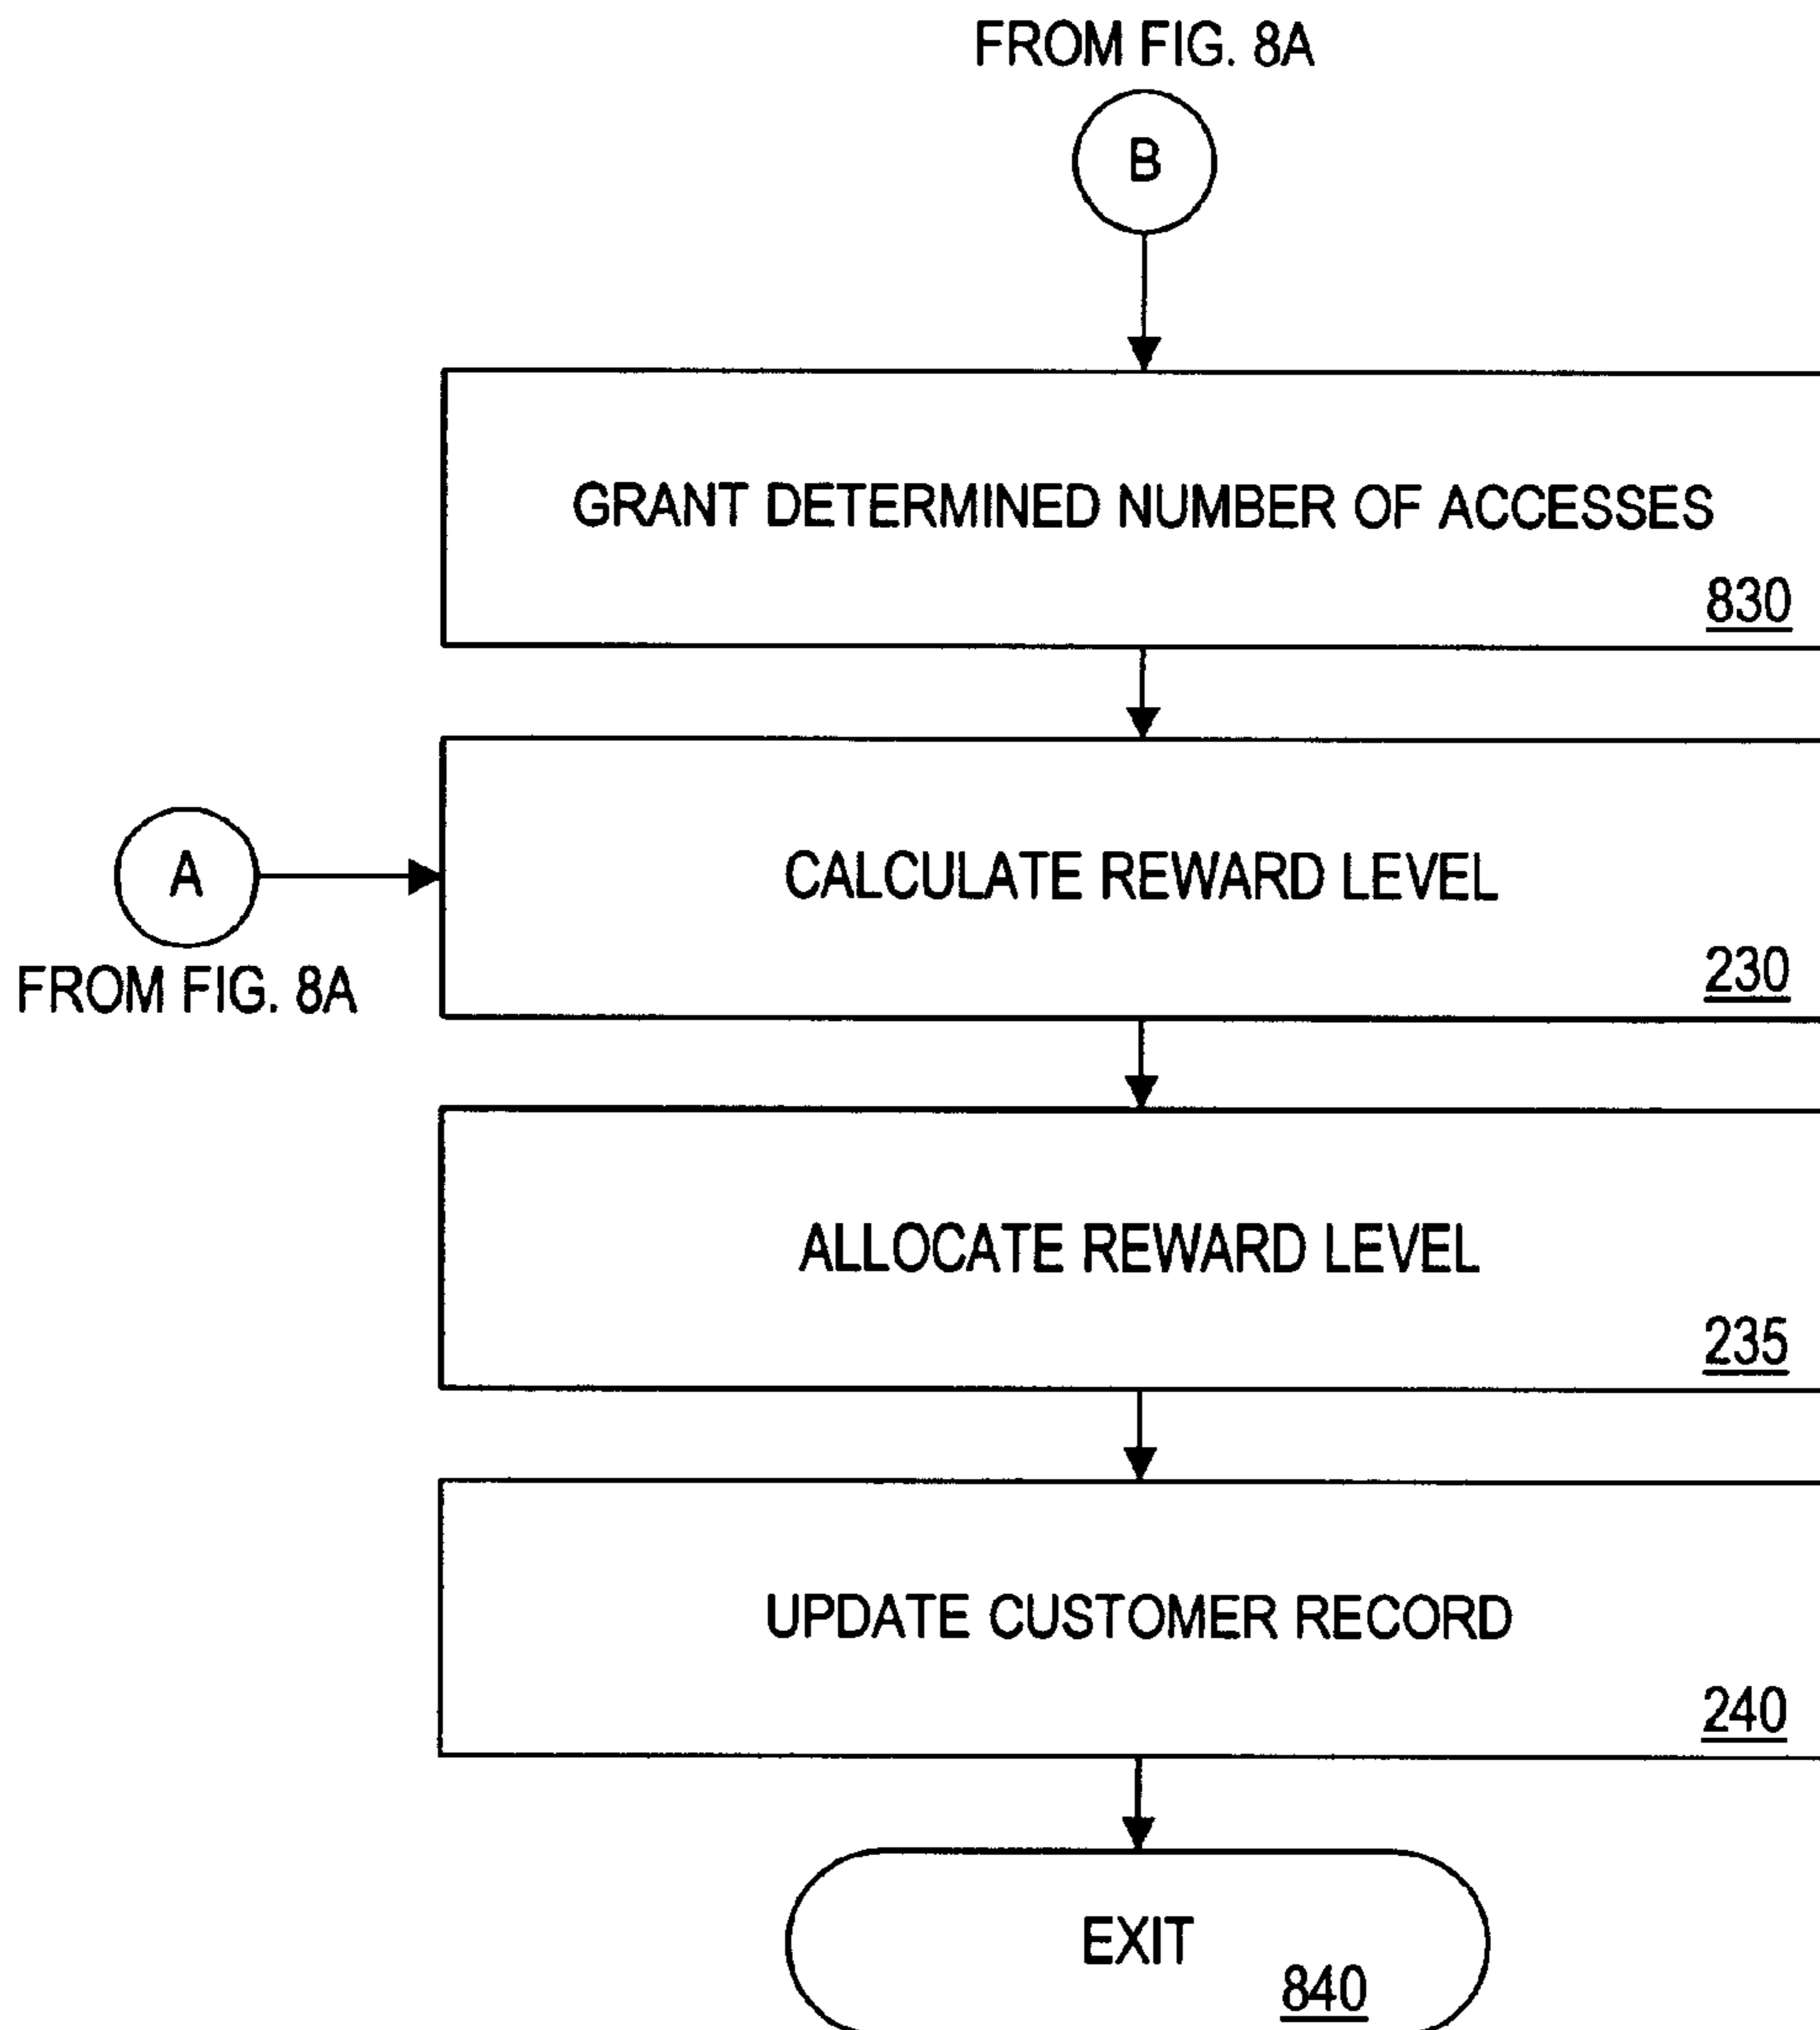 FROM FIG. 8A
B
GRANT DETERMINED NUMBER OF ACCESSES
830
A
FROM FIG. 8A
CALCULATE REWARD LEVEL
230
ALLOCATE REWARD LEVEL
235
UPDATE CUSTOMER RECORD
240
EXIT
840